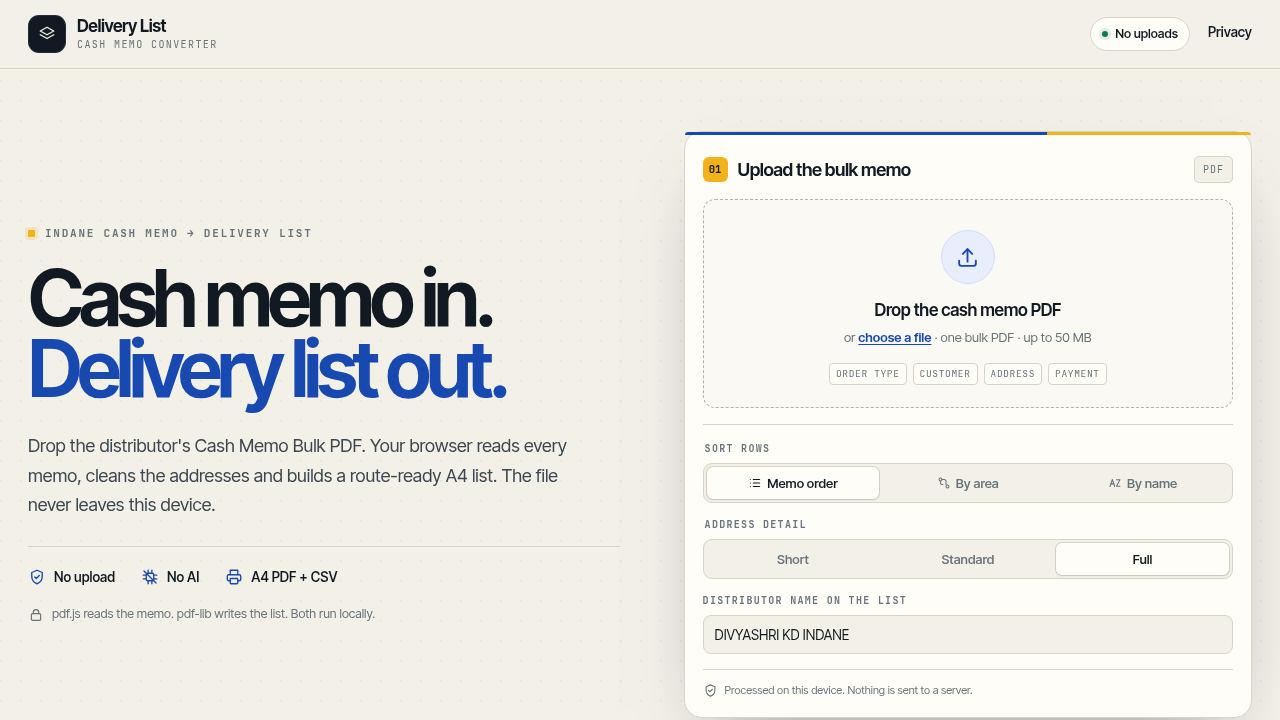 Delivery List
CASH MEMO CONVERTER
No uploads
Privacy
INDANE CASH MEMO → DELIVERY LIST
Cash memo in.
Delivery list out.
Drop the distributor's Cash Memo Bulk PDF. Your browser reads every
memo, cleans the addresses and builds a route-ready A4 list. The file
never leaves this device.
No upload
No AI
A4 PDF + CSV
pdf.js reads the memo. pdf-lib writes the list. Both run locally.
01
Upload the bulk memo
PDF
Drop the cash memo PDF
or choose a file · one bulk PDF · up to 50 MB
ORDER TYPE
CUSTOMER
ADDRESS
PAYMENT
SORT ROWS
Memo order
By area
AZ By name
ADDRESS DETAIL
Short
Standard
Full
DISTRIBUTOR NAME ON THE LIST
DIVYASHRI KD INDANE
Processed on this device. Nothing is sent to a server.